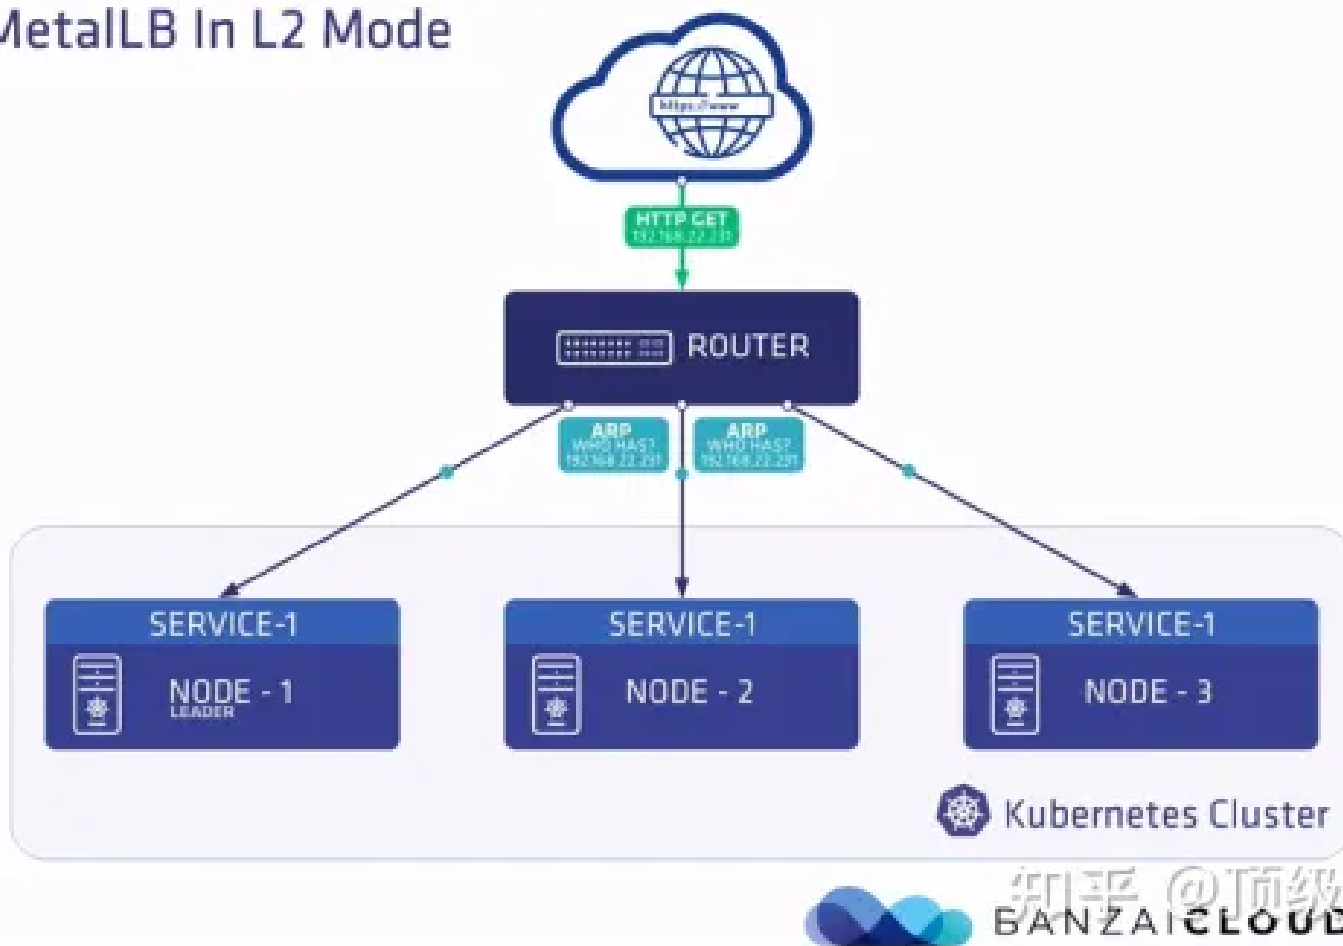 MetalLB In L2 Mode
https://www
HTTP GET
192.168.22.231
ROUTER
ARP
WHO HAS?
192.168.22.231
ARP
WHO HAS?
192.168.22.231
SERVICE-1
NODE - 1
LEADER
SERVICE-1
NODE - 2
SERVICE-1
NODE - 3
Kubernetes Cluster
知乎 @顶级
BANZAICLOUD